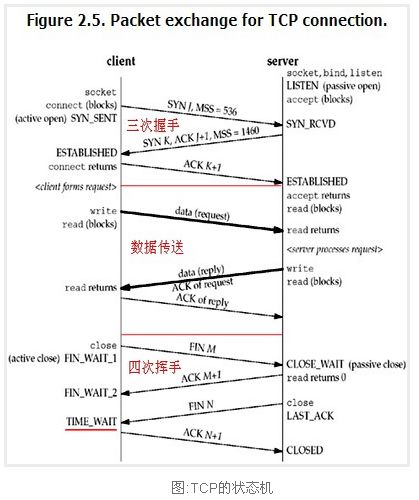 Figure 2.5. Packet exchange for TCP connection.
client
server
socket, bind, listen
LISTEN (passive open)
accept (blocks)
socket
connect (blocks)
(active open) SYN_SENT
SYN J, MSS = 536
三次握手
SYN_RCVD
SYN K, ACK J+1, MSS = 1460
ESTABLISHED
connect returns
ACK K+1
<client forms request>
ESTABLISHED
accept returns
read (blocks)
write
read (blocks)
data (request)
read returns
数据传送
<server processes request>
data (reply)
ACK of request
write
read (blocks)
read returns
ACK of reply
close
(active close) FIN_WAIT_1
FIN M
四次挥手
CLOSE_WAIT (passive close)
read returns 0
ACK M+1
FIN_WAIT_2
close
LAST_ACK
FIN N
TIME_WAIT
ACK N+1
CLOSED
图:TCP的状态机